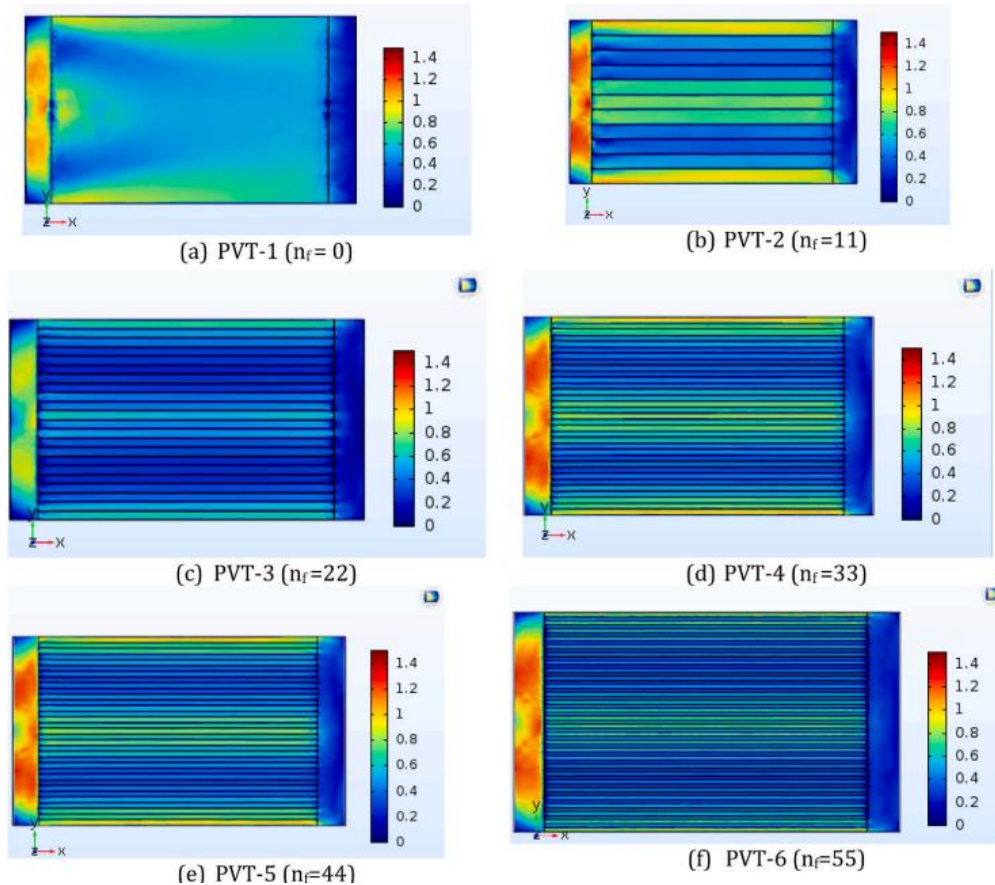 1.4
1.2
1
0.8
0.6
0.4
0.2
0
y
z x
(a) PVT-1 (nf= 0)
1.4
1.2
1
0.8
0.6
0.4
0.2
0
y
z x
(b) PVT-2 (nf=11)
1.4
1.2
1
0.8
0.6
0.4
0.2
0
y
z x
(c) PVT-3 (nf=22)
1.4
1.2
1
0.8
0.6
0.4
0.2
0
y
z x
(d) PVT-4 (nf=33)
1.4
1.2
1
0.8
0.6
0.4
0.2
0
y
z x
(e) PVT-5 (nf=44)
1.4
1.2
1
0.8
0.6
0.4
0.2
0
y
z x
(f) PVT-6 (nf=55)